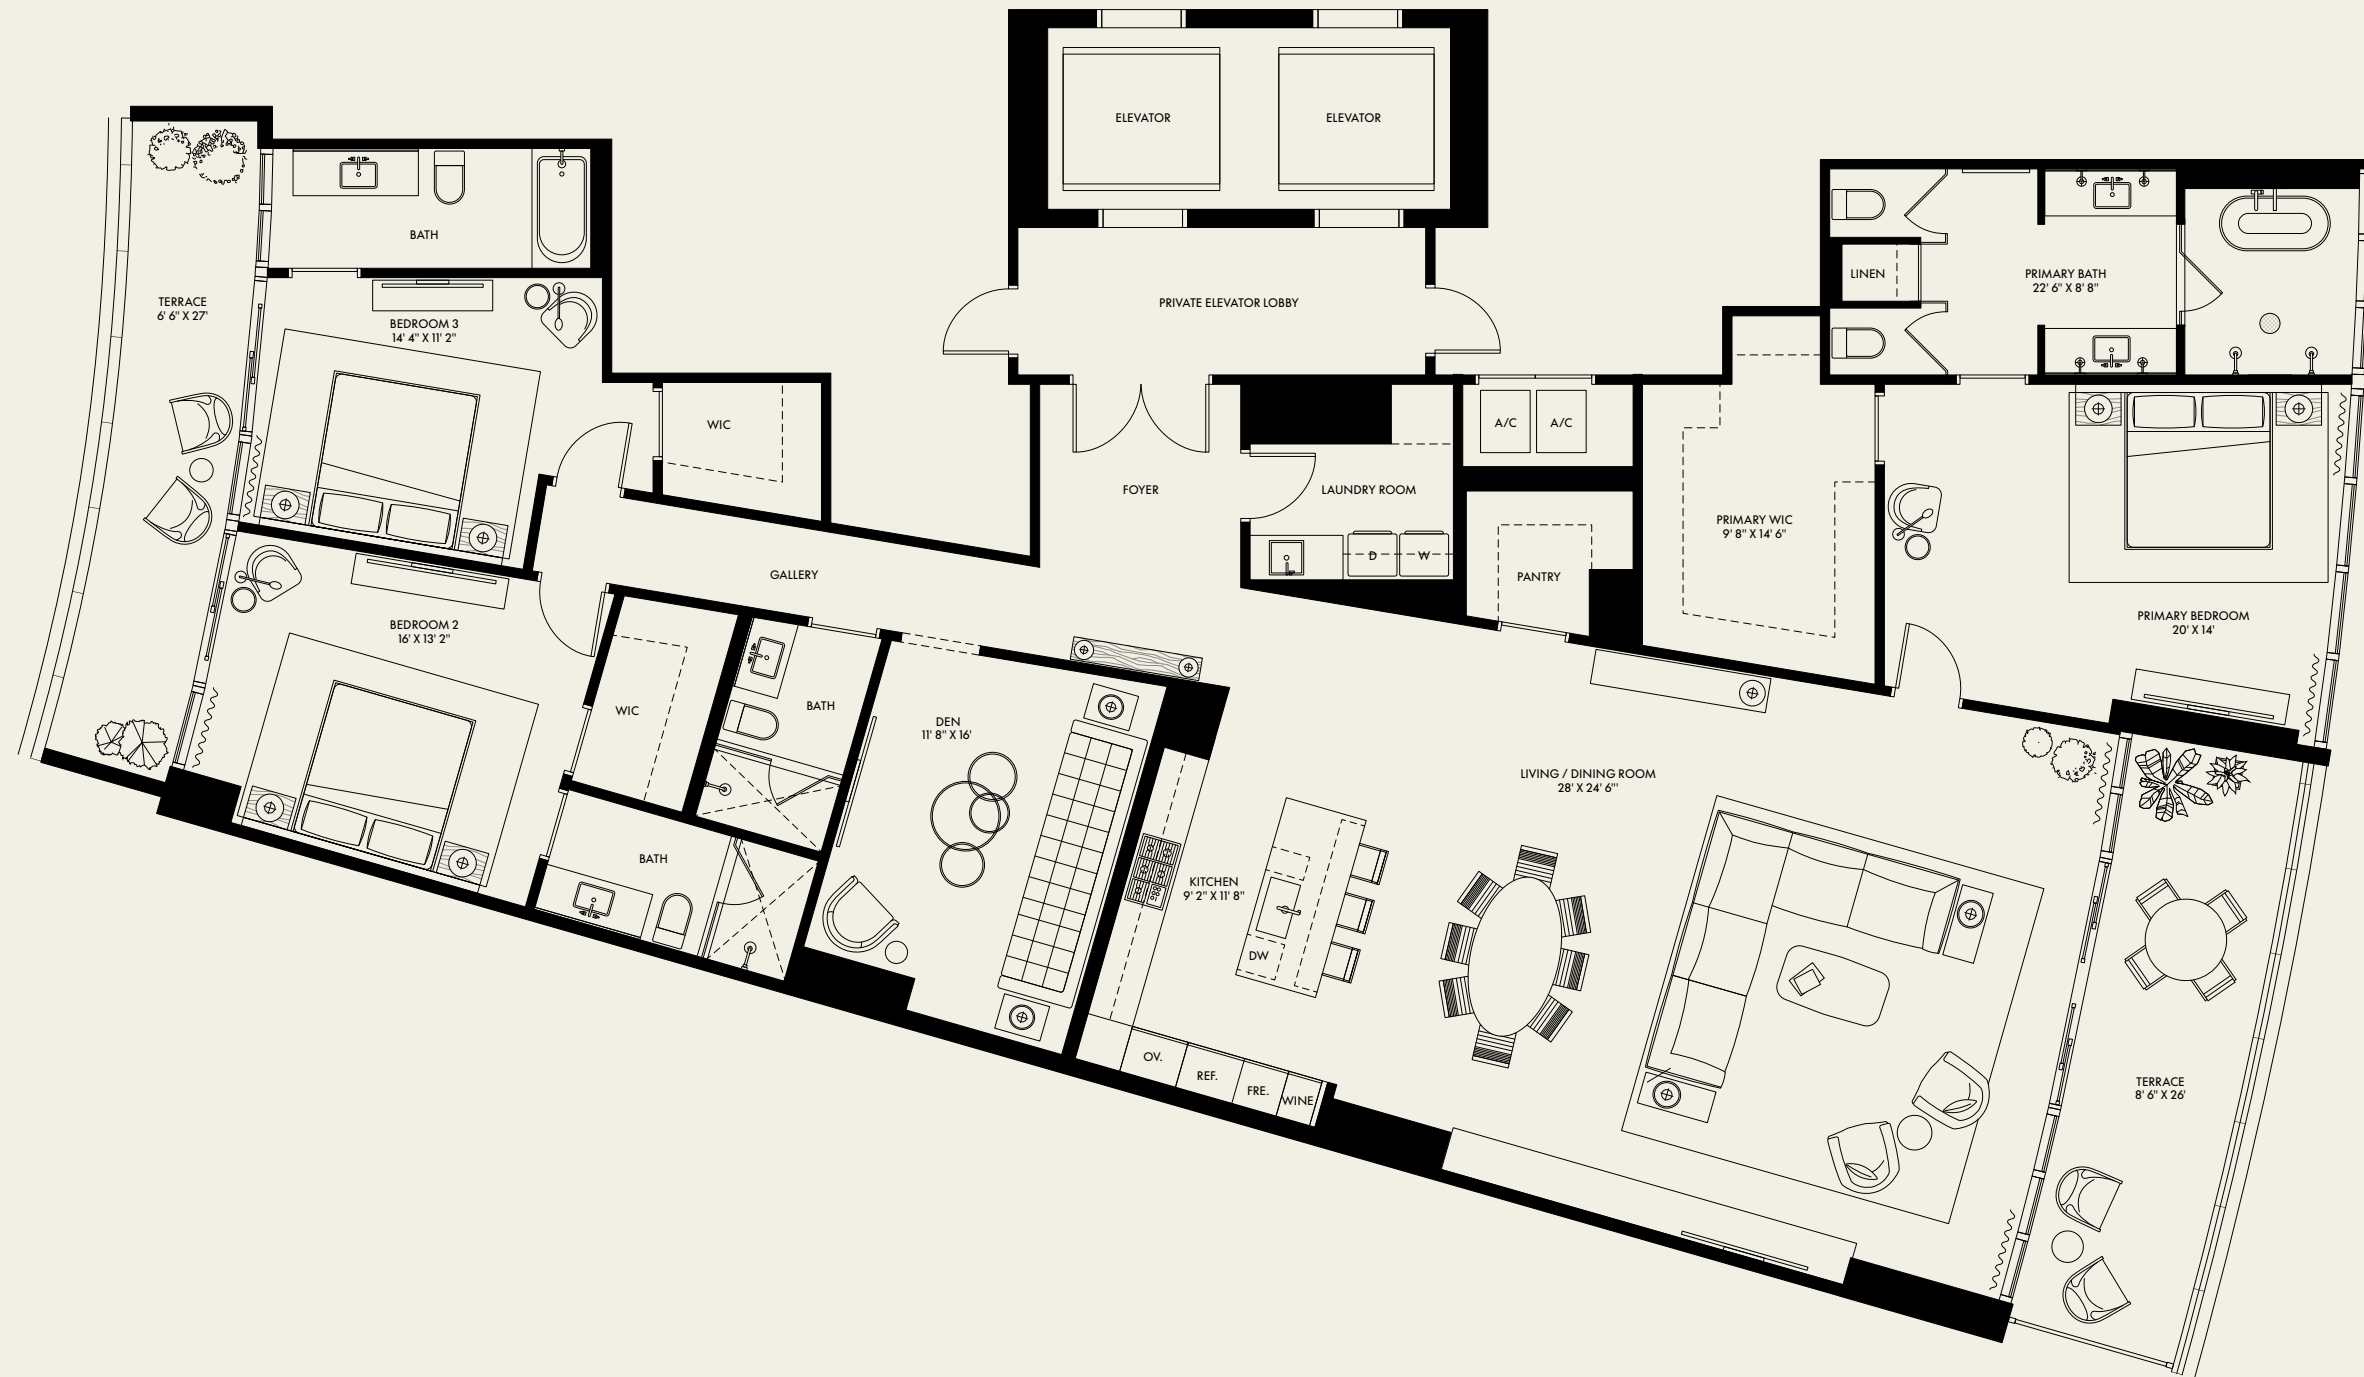 ELEVATOR
ELEVATOR
BATH
TERRACE
6' 6" X 27'
BEDROOM 3
14' 4" X 11' 2"
PRIVATE ELEVATOR LOBBY
LINEN
PRIMARY BATH
22' 6" X 8' 8"
WIC
A/C
A/C
FOYER
LAUNDRY ROOM
PRIMARY WIC
9' 8" X 14' 6"
D
W
GALLERY
PANTRY
BEDROOM 2
16' X 13' 2"
PRIMARY BEDROOM
20' X 14'
WIC
BATH
DEN
11' 8" X 16'
LIVING / DINING ROOM
28' X 24' 6'"
BATH
KITCHEN
9' 2" X 11' 8"
DW
OV.
REF.
FRE.
WINE
TERRACE
8' 6" X 26'